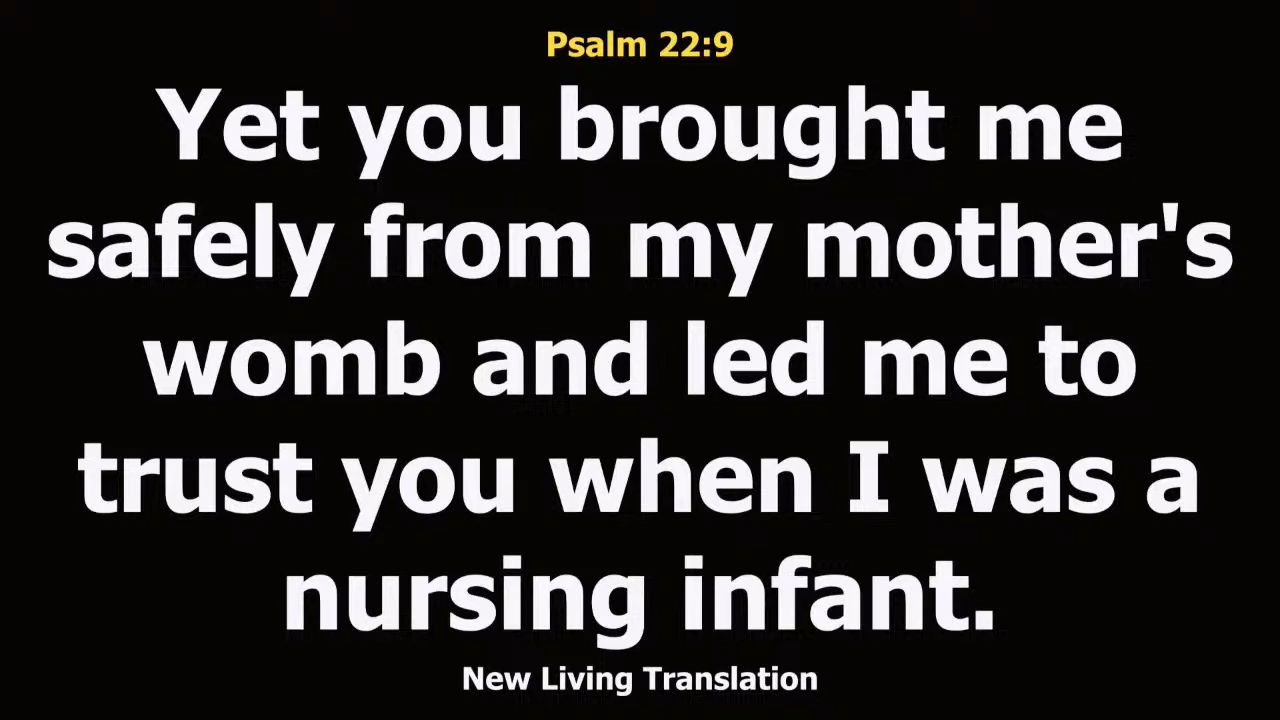 Psalm 22:9
Yet you brought me
safely from my mother's
womb and led me to
trust you when I was a
nursing infant.
New Living Translation